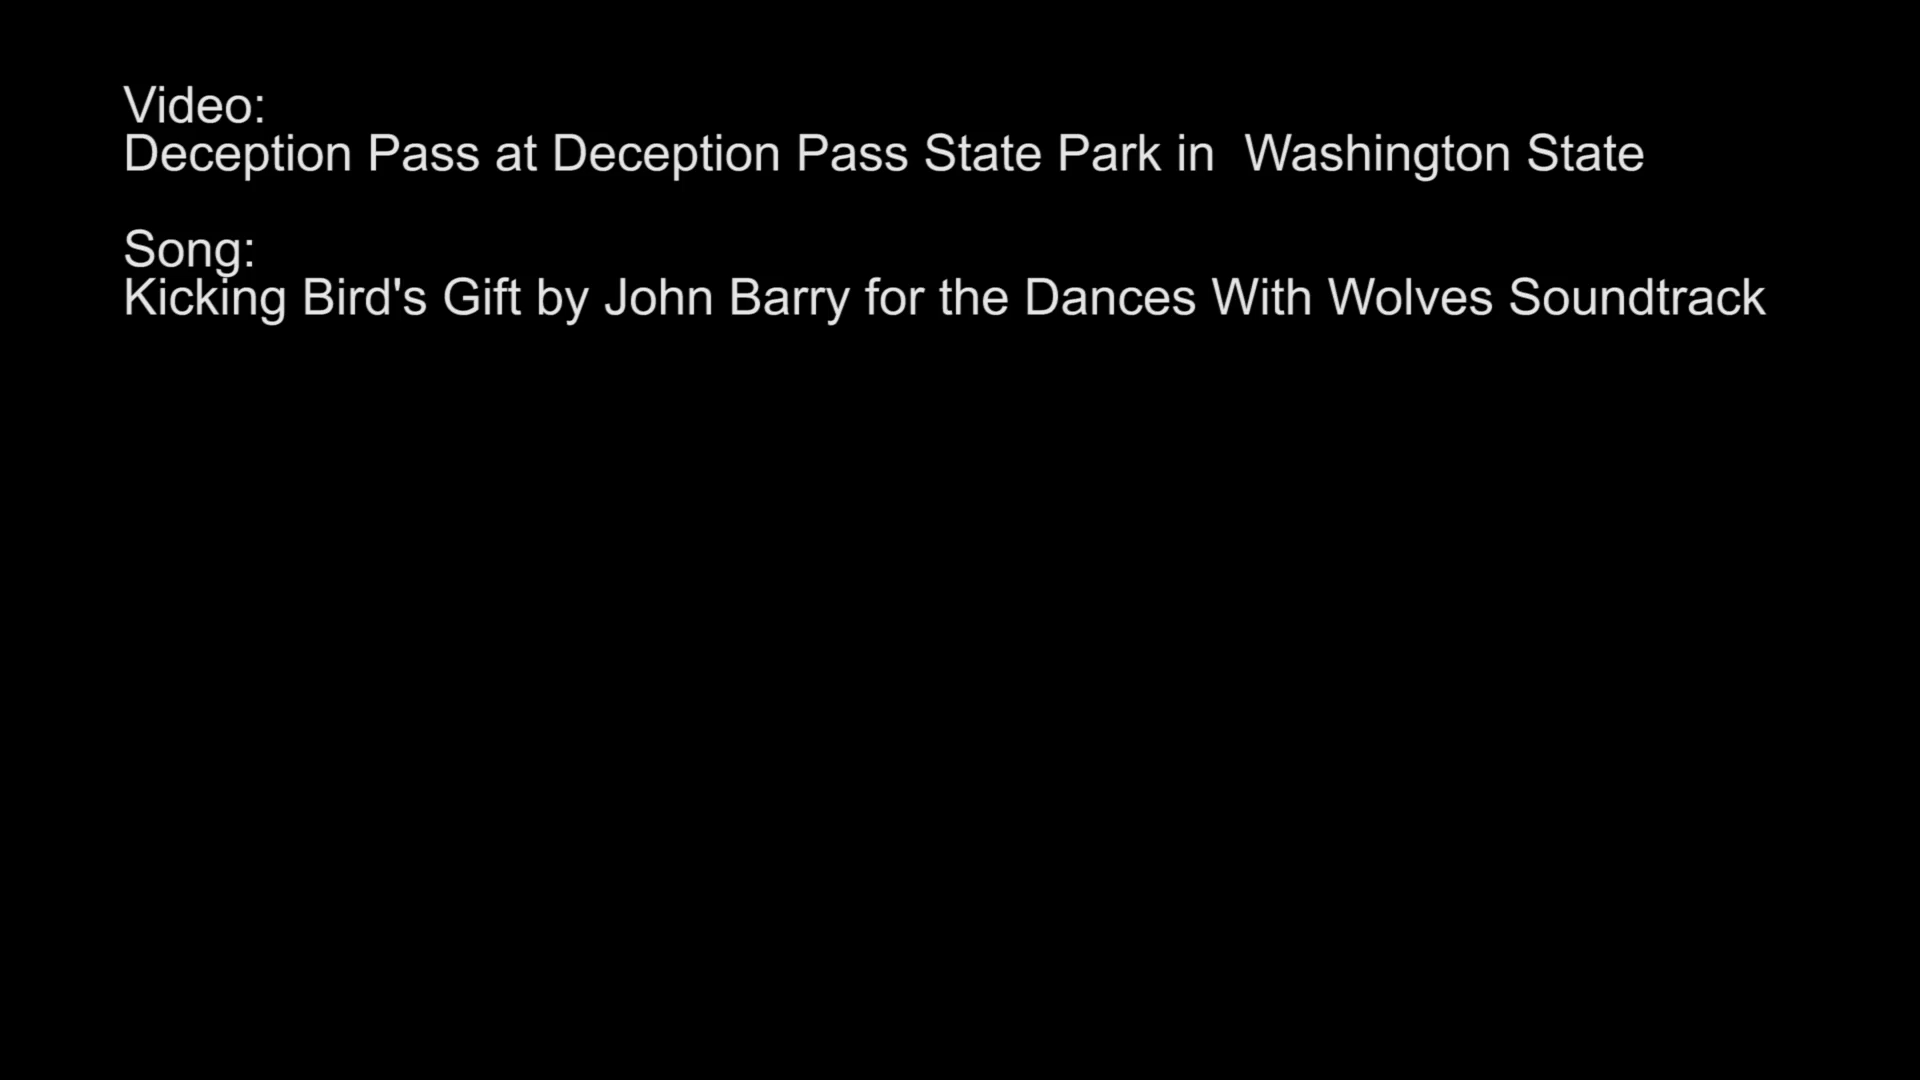 Video:
Deception Pass at Deception Pass State Park in  Washington State
Song:
Kicking Bird's Gift by John Barry for the Dances With Wolves Soundtrack